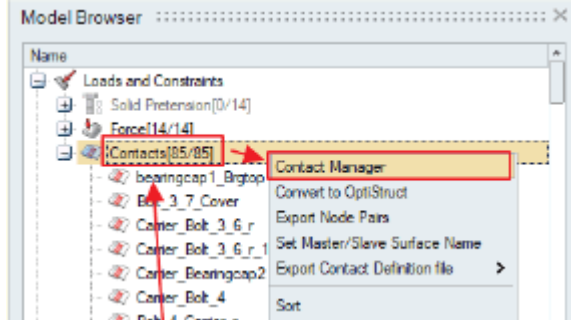 Model Browser
Name
Loads and Constraints
Solid Pretension[0/14]
Force[14/14]
Contacts[85/85]
bearingcap1_Brgtop
_3_7_Cover
Carrier_Bolt_3_6_r
Carrier_Bolt_3_6_r_1
Carrier_Bearingcap2
Carrier_Bolt_4
Contact Manager
Convert to OptiStruct
Export Node Pairs
Set Master/Slave Surface Name
Export Contact Definition file >
Sort